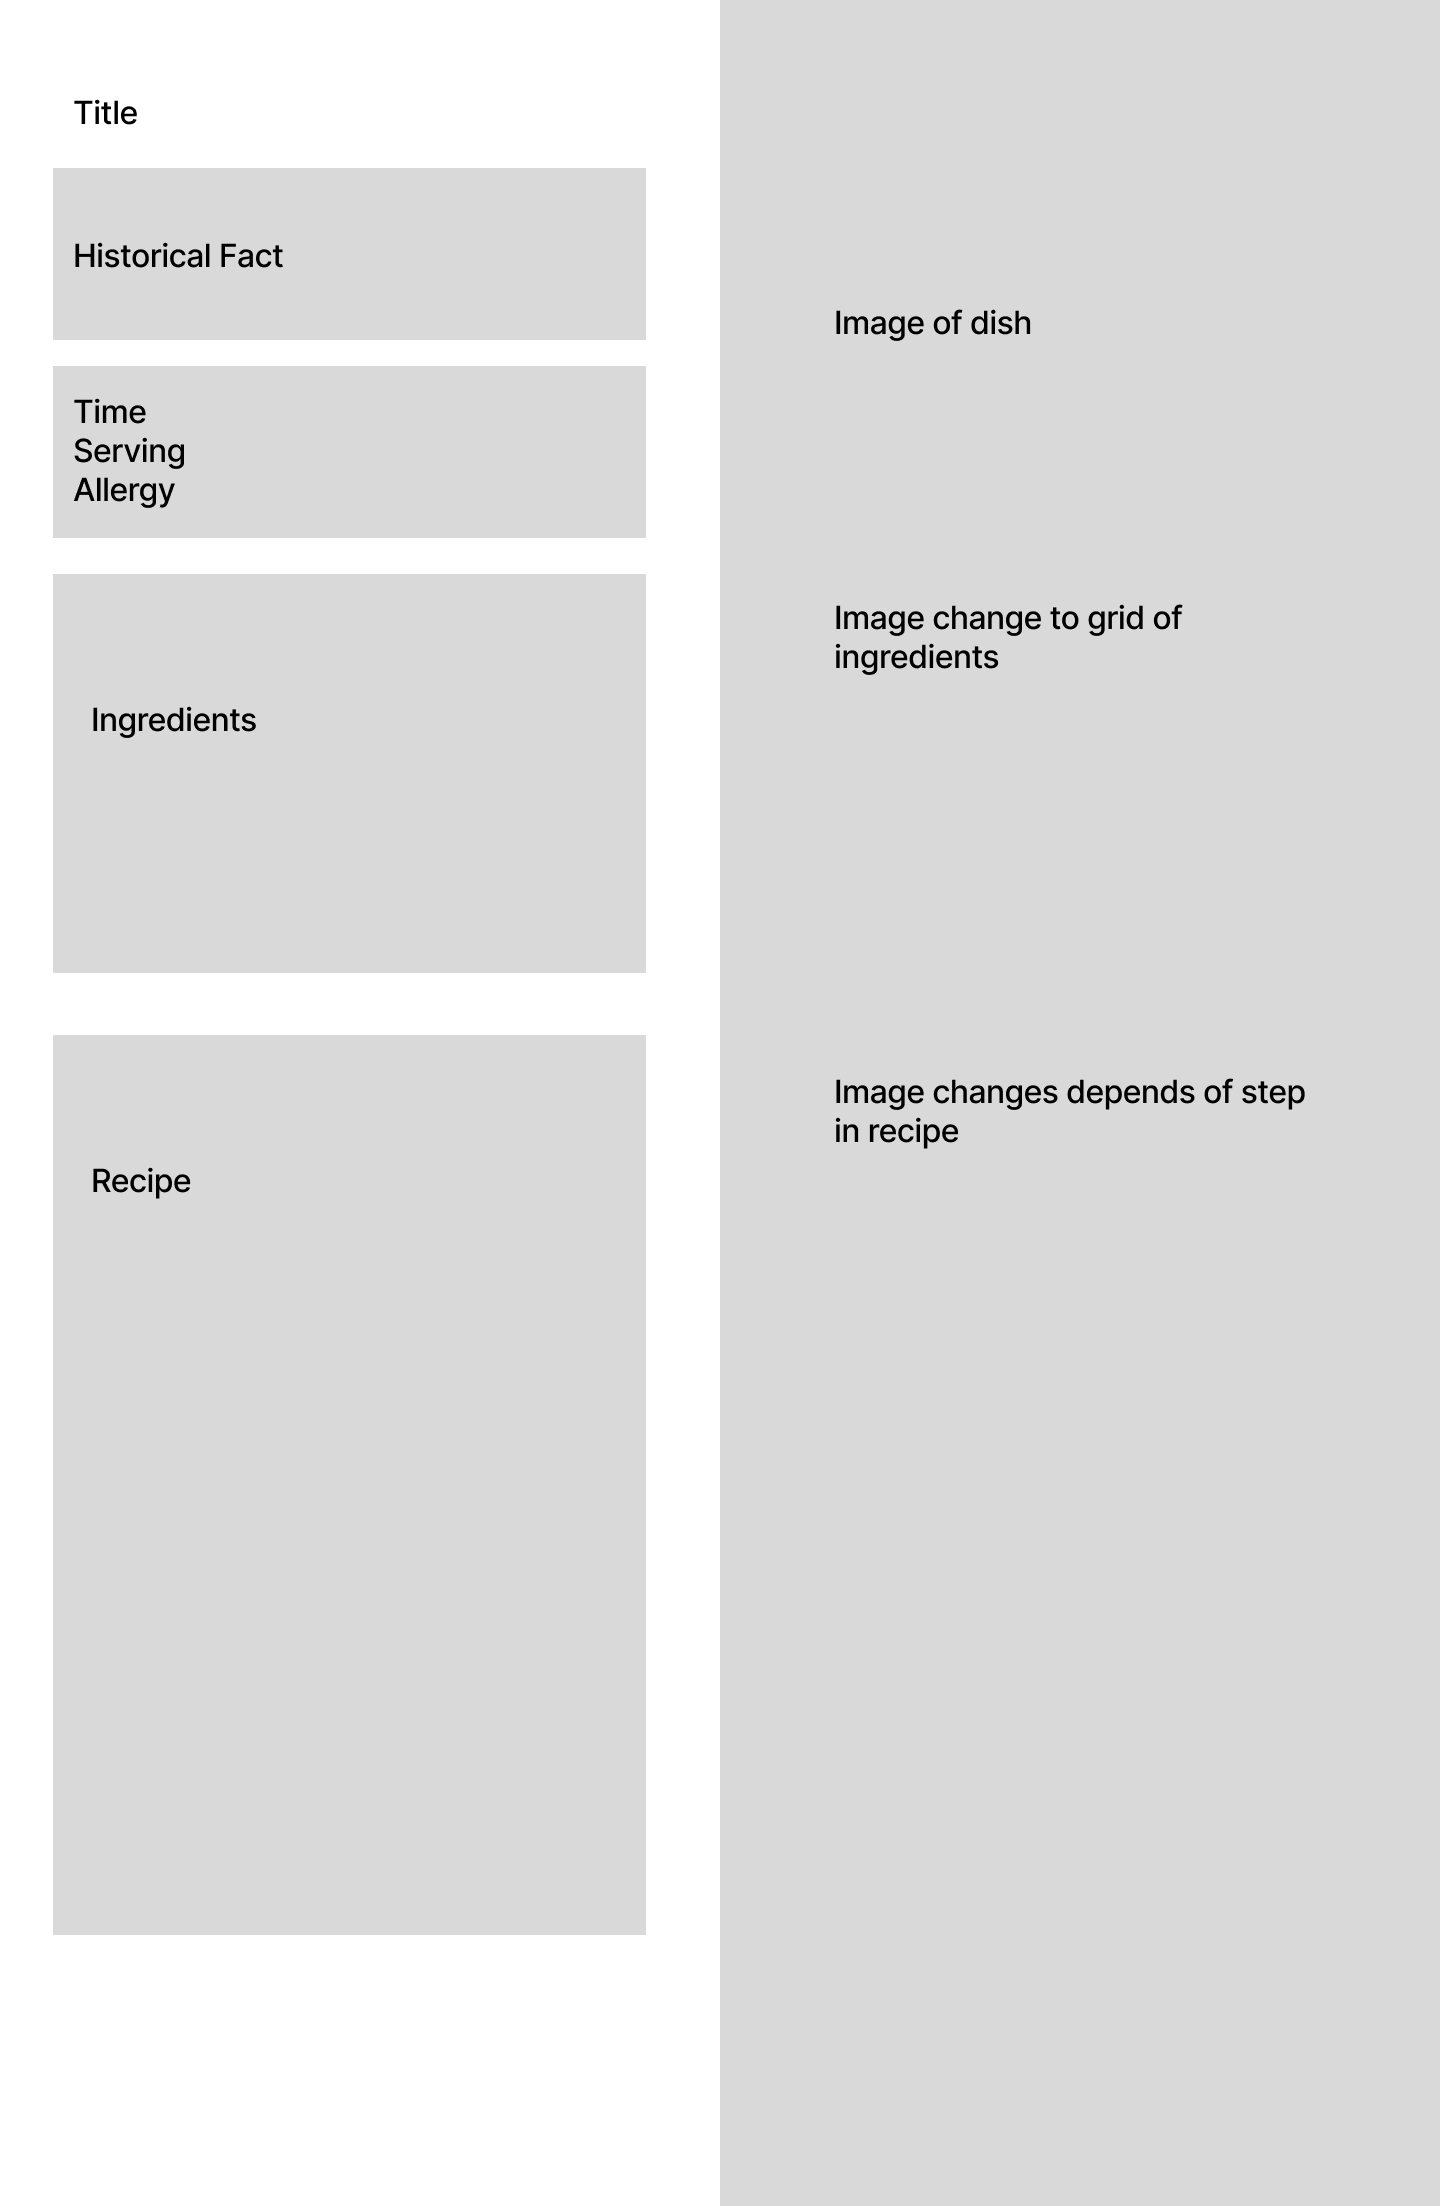 Title
Historical Fact
Time
Serving
Allergy
Ingredients
Recipe
Image of dish
Image change to grid of
ingredients
Image changes depends of step
in recipe